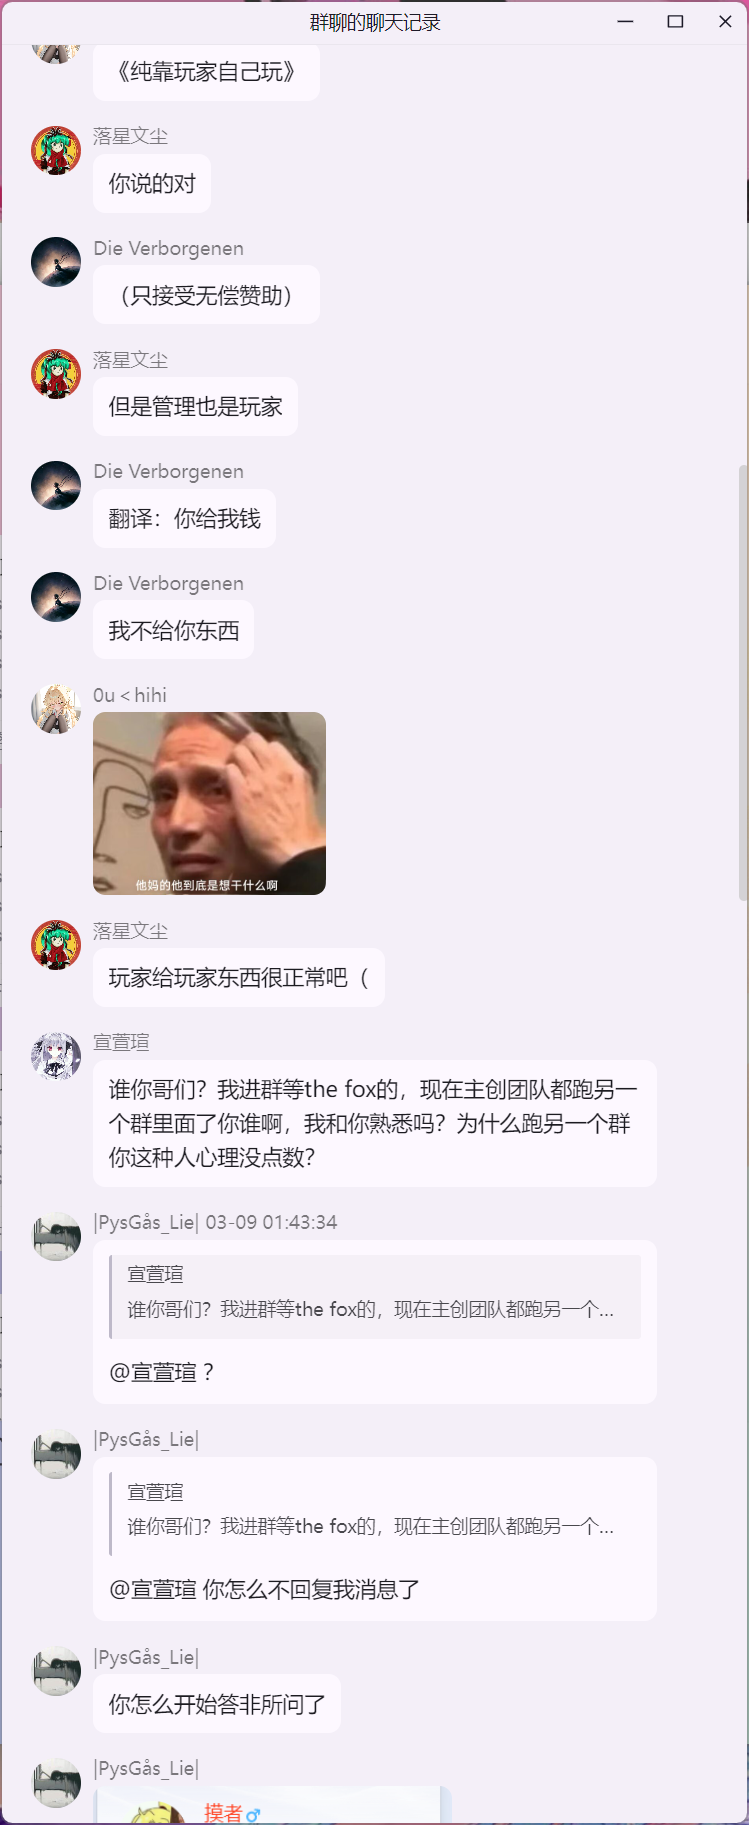 群聊的聊天记录
《纯靠玩家自己玩》
落星文尘
你说的对
Die Verborgenen
（只接受无偿赞助）
落星文尘
但是管理也是玩家
Die Verborgenen
翻译：你给我钱
Die Verborgenen
我不给你东西
0u < hihi
他妈的他到底是想干什么啊
落星文尘
玩家给玩家东西很正常吧（
宣萱瑄
谁你哥们？我进群等the fox的，现在主创团队都跑另一
个群里面了你谁啊，我和你熟悉吗？为什么跑另一个群
你这种人心理没点数？
|PysGås_Lie| 03-09 01:43:34
宣萱瑄
谁你哥们？我进群等the fox的，现在主创团队都跑另一个...
@宣萱瑄 ？
|PysGås_Lie|
宣萱瑄
谁你哥们？我进群等the fox的，现在主创团队都跑另一个...
@宣萱瑄 你怎么不回复我消息了
|PysGås_Lie|
你怎么开始答非所问了
|PysGås_Lie|
摸者♂